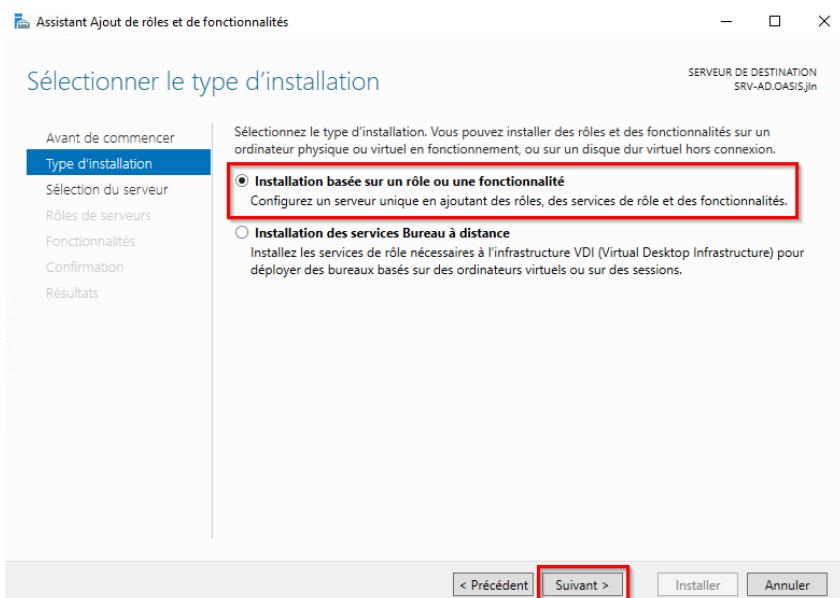 Assistant Ajout de rôles et de fonctionnalités
Sélectionner le type d'installation
SERVEUR DE DESTINATION
SRV-AD.OASIS.jln
Avant de commencer
Type d'installation
Sélection du serveur
Rôles de serveurs
Fonctionnalités
Confirmation
Résultats
Sélectionnez le type d'installation. Vous pouvez installer des rôles et des fonctionnalités sur un
ordinateur physique ou virtuel en fonctionnement, ou sur un disque dur virtuel hors connexion.
Installation basée sur un rôle ou une fonctionnalité
Configurez un serveur unique en ajoutant des rôles, des services de rôle et des fonctionnalités.
Installation des services Bureau à distance
Installez les services de rôle nécessaires à l'infrastructure VDI (Virtual Desktop Infrastructure) pour
déployer des bureaux basés sur des ordinateurs virtuels ou sur des sessions.
< Précédent
Suivant >
Installer
Annuler